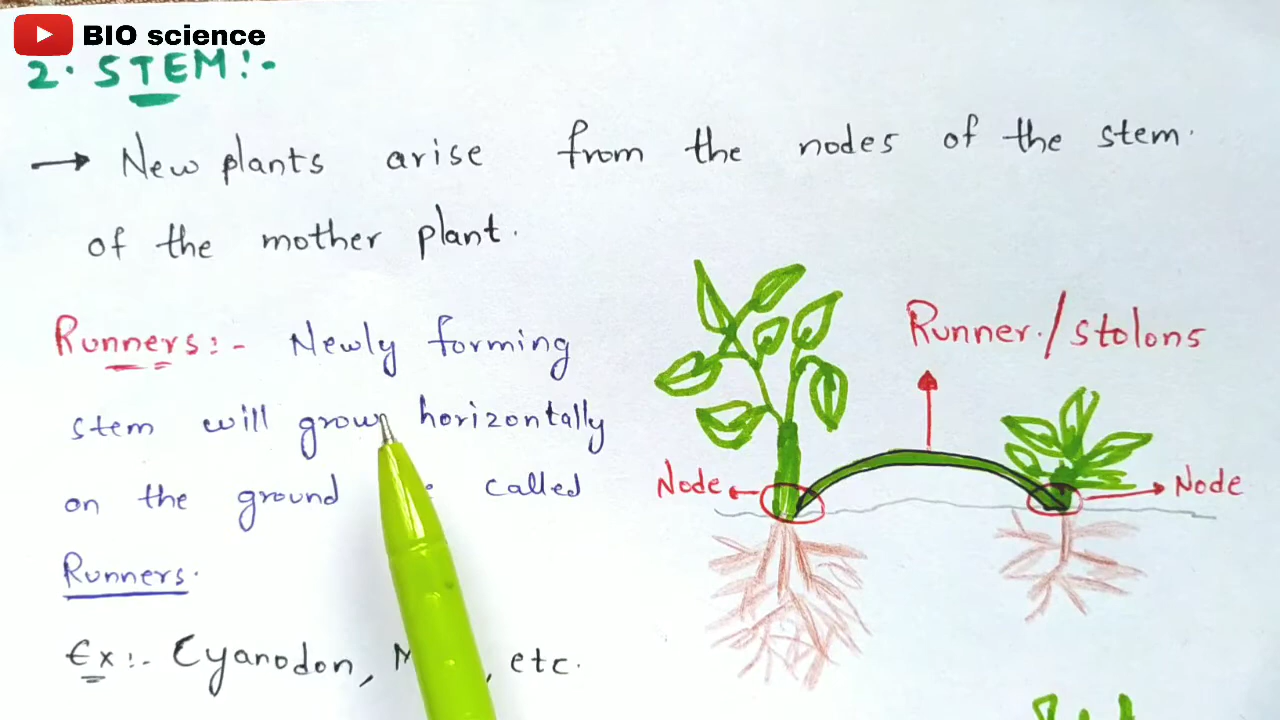 BIO science
2. STEM:-
→ New plants arise from the nodes of the stem.
of the mother plant.
Runners:- Newly forming
stem will grow horizontally
on the ground called
Runners.
Ex:- Cyanodon, etc.
Runner./stolons
Node
Node